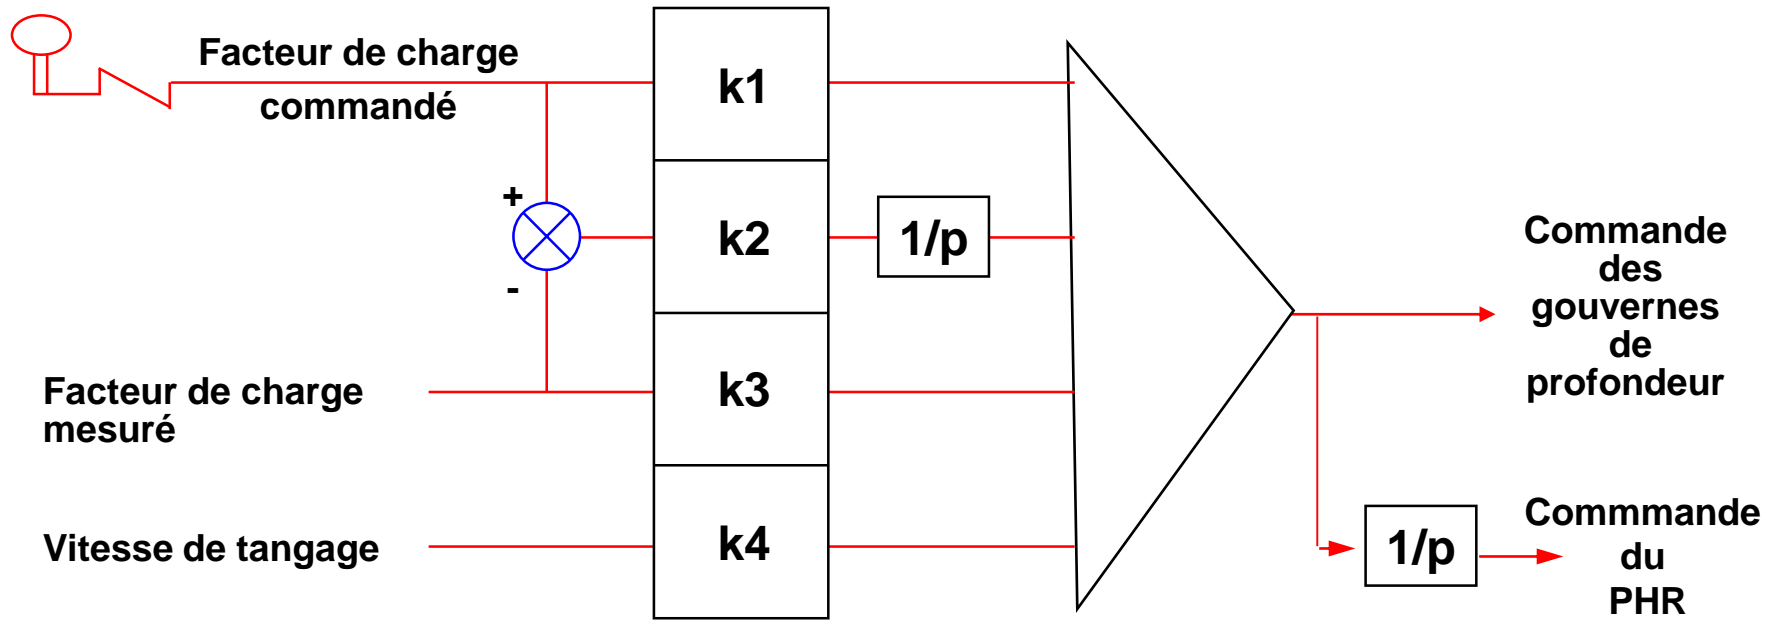 Facteur de charge
commandé
k1
+
k2
1/p
-
Facteur de charge
mesuré
k3
Vitesse de tangage
k4
Commande
des
gouvernes
de
profondeur
1/p
Commmande
du
PHR